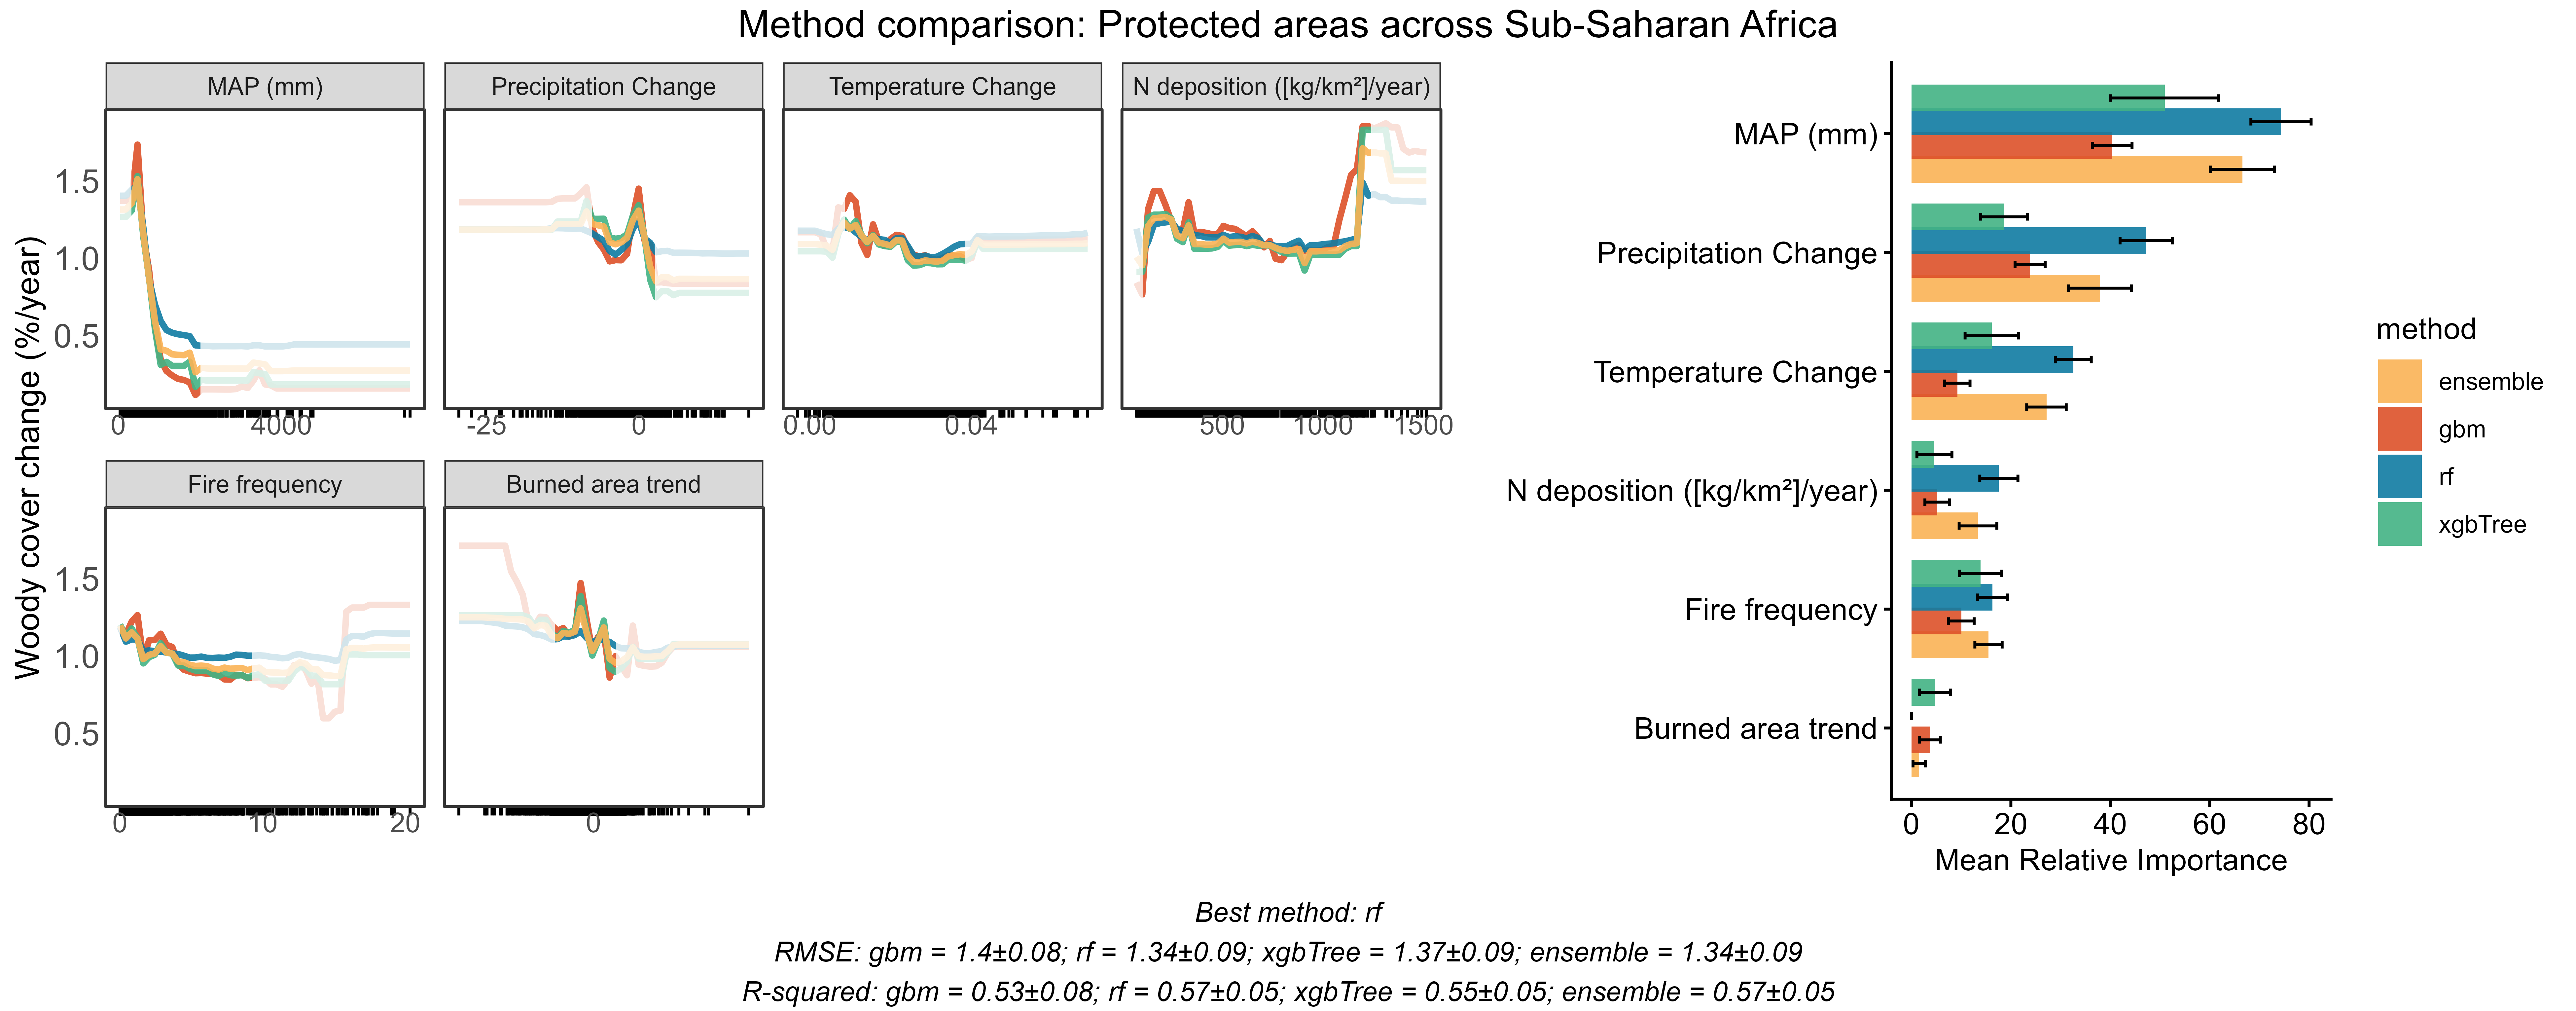 Method comparison: Protected areas across Sub-Saharan Africa
MAP (mm)
Precipitation Change
Temperature Change
N deposition ([kg/km²]/year)
Woody cover change (%/year)
1.5
1.0
0.5
0 4000
-25 0
0.00 0.04
500 1000 1500
Fire frequency
Burned area trend
1.5
1.0
0.5
0 10 20
0
MAP (mm)
Precipitation Change
Temperature Change
N deposition ([kg/km²]/year)
Fire frequency
Burned area trend
0 20 40 60 80
Mean Relative Importance
method
ensemble
gbm
rf
xgbTree
Best method: rf
RMSE: gbm = 1.4±0.08; rf = 1.34±0.09; xgbTree = 1.37±0.09; ensemble = 1.34±0.09
R-squared: gbm = 0.53±0.08; rf = 0.57±0.05; xgbTree = 0.55±0.05; ensemble = 0.57±0.05